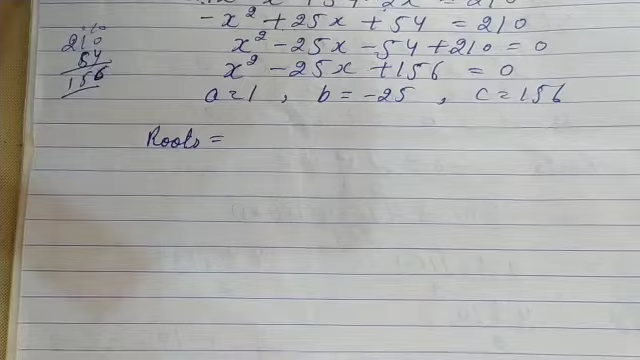 -x² + 25x + 54 = 210
x² - 25x - 54 + 210 = 0
x² - 25x + 156 = 0
a = 1 , b = -25 , c = 156
210
54
156
Roots =